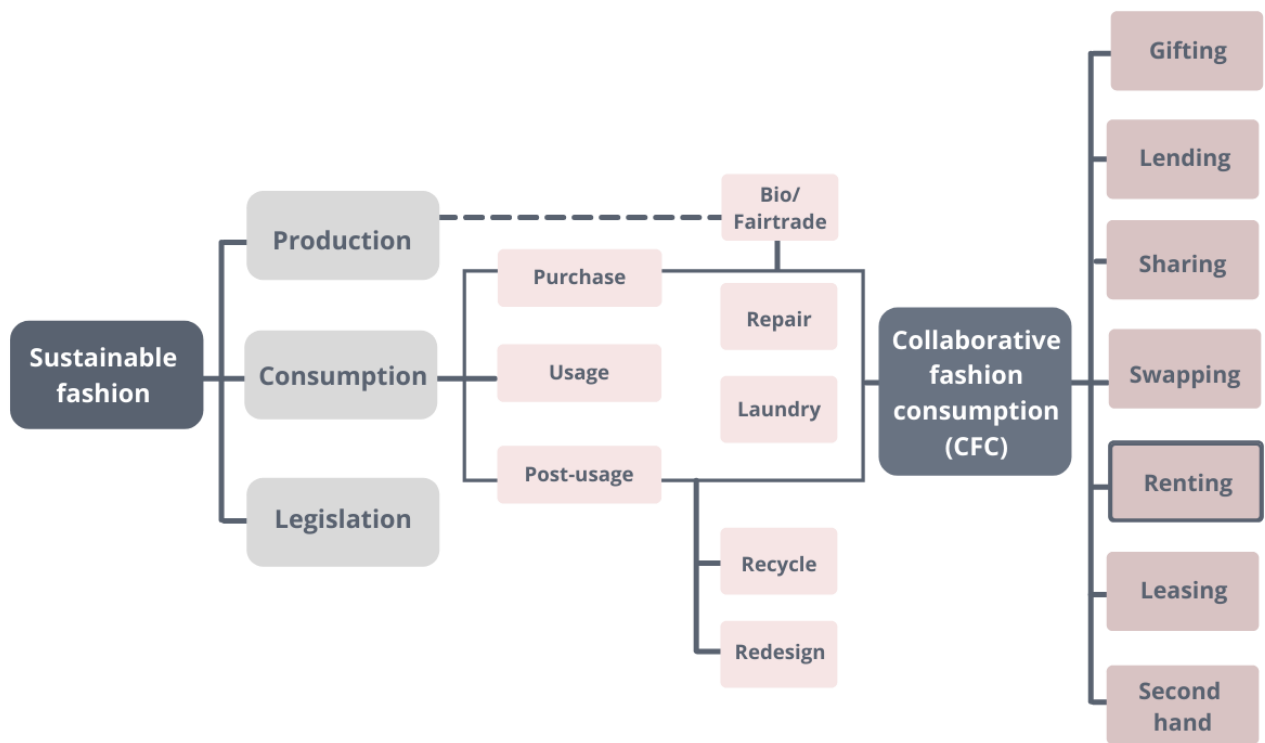 Sustainable
fashion
Production
Consumption
Legislation
Purchase
Usage
Post-usage
Bio/
Fairtrade
Repair
Laundry
Recycle
Redesign
Collaborative
fashion
consumption
(CFC)
Gifting
Lending
Sharing
Swapping
Renting
Leasing
Second
hand